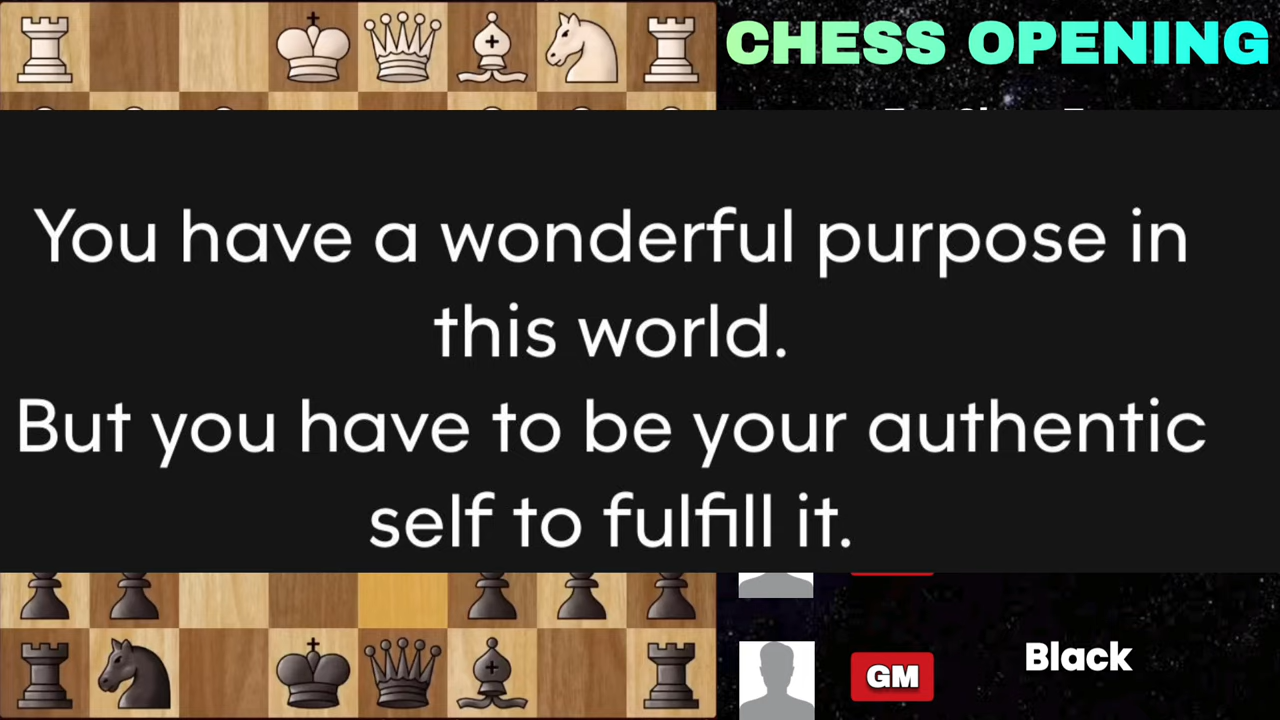 CHESS OPENING
You have a wonderful purpose in
this world.
But you have to be your authentic
self to fulfill it.
GM
Black